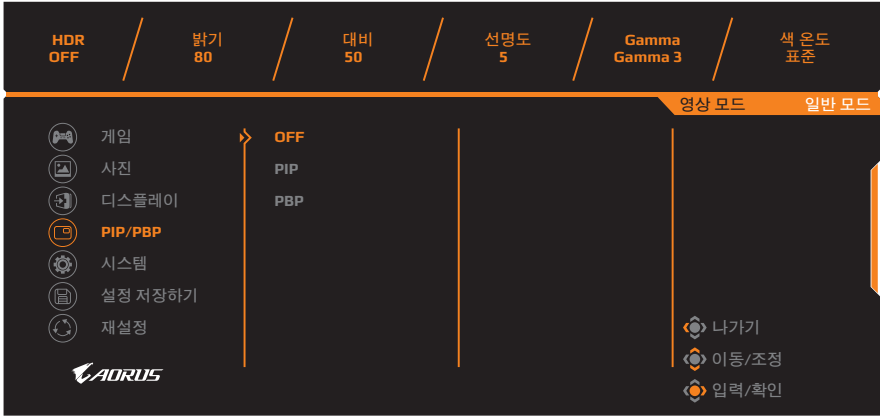 HDR 밝기 대비 선명도 Gamma 색 온도
OFF 80 50 5 Gamma 3 표준
영상 모드 일반 모드
게임 OFF
사진 PIP
디스플레이 PBP
PIP/PBP
시스템
설정 저장하기
재설정
나가기
이동/조정
AORUS
입력/확인